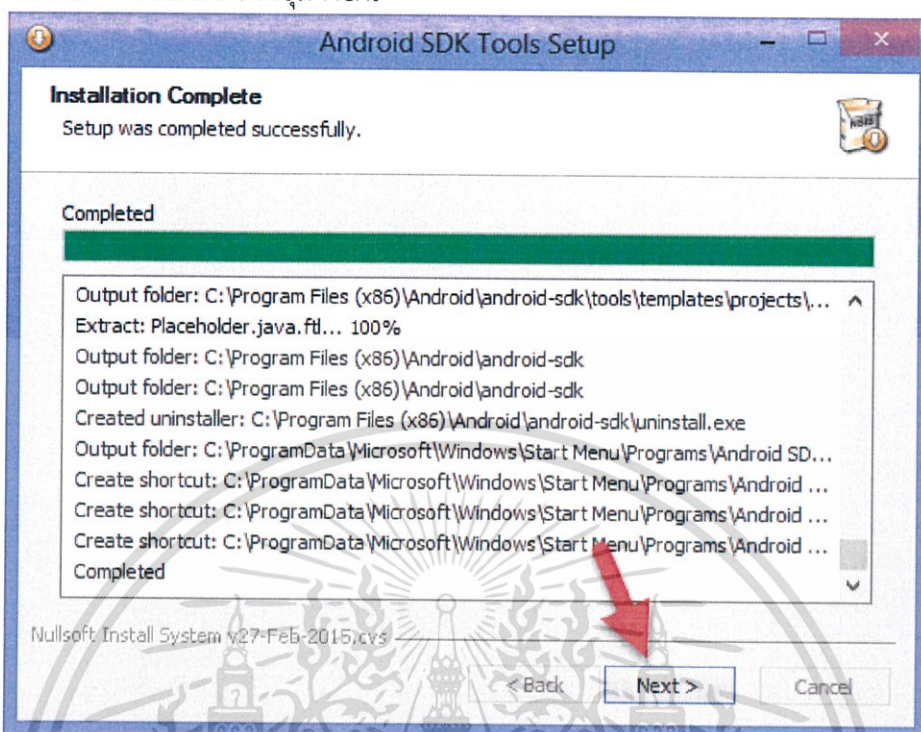 Android SDK Tools Setup
Installation Complete
Setup was completed successfully.
Completed
Output folder: C:\Program Files (x86)\Android\android-sdk\tools\templates\projects\...
Extract: Placeholder.java.ftl... 100%
Output folder: C:\Program Files (x86)\Android\android-sdk
Output folder: C:\Program Files (x86)\Android\android-sdk
Created uninstaller: C:\Program Files (x86)\Android\android-sdk\uninstall.exe
Output folder: C:\ProgramData\Microsoft\Windows\Start Menu\Programs\Android SD...
Create shortcut: C:\ProgramData\Microsoft\Windows\Start Menu\Programs\Android ...
Create shortcut: C:\ProgramData\Microsoft\Windows\Start Menu\Programs\Android ...
Create shortcut: C:\ProgramData\Microsoft\Windows\Start Menu\Programs\Android ...
Completed
Nullsoft Install System v27-Feb-2015.cvs
< Back Next > Cancel